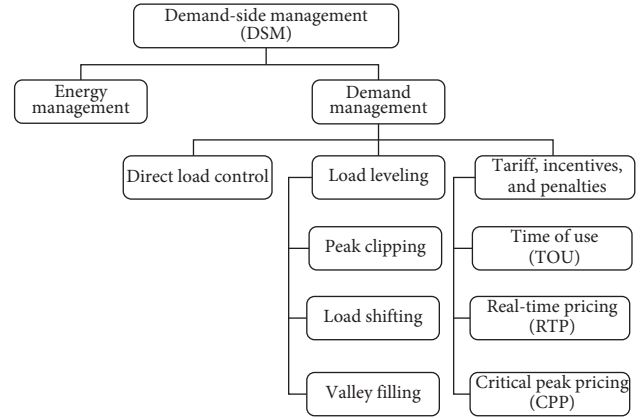 Demand-side management
(DSM)
Energy
management
Demand
management
Direct load control
Load leveling
Tariff, incentives,
and penalties
Peak clipping
Time of use
(TOU)
Load shifting
Real-time pricing
(RTP)
Valley filling
Critical peak pricing
(CPP)